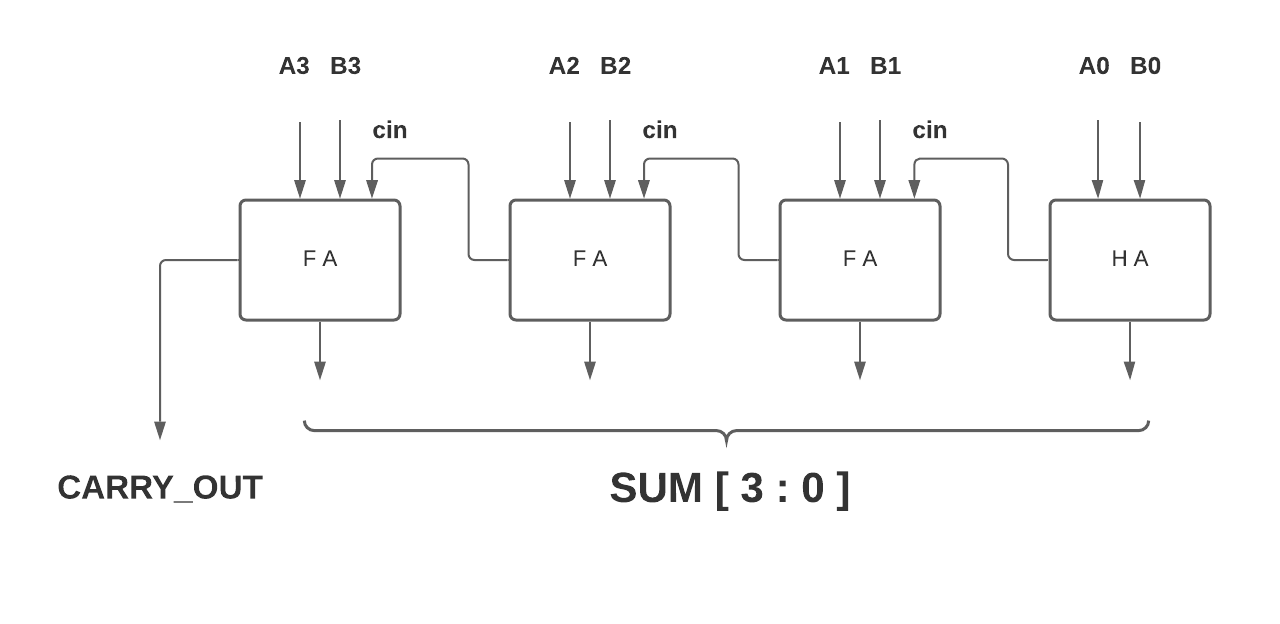 A3 B3 A2 B2 A1 B1 A0 B0
cin cin cin
F A F A F A H A
CARRY_OUT SUM [ 3 : 0 ]